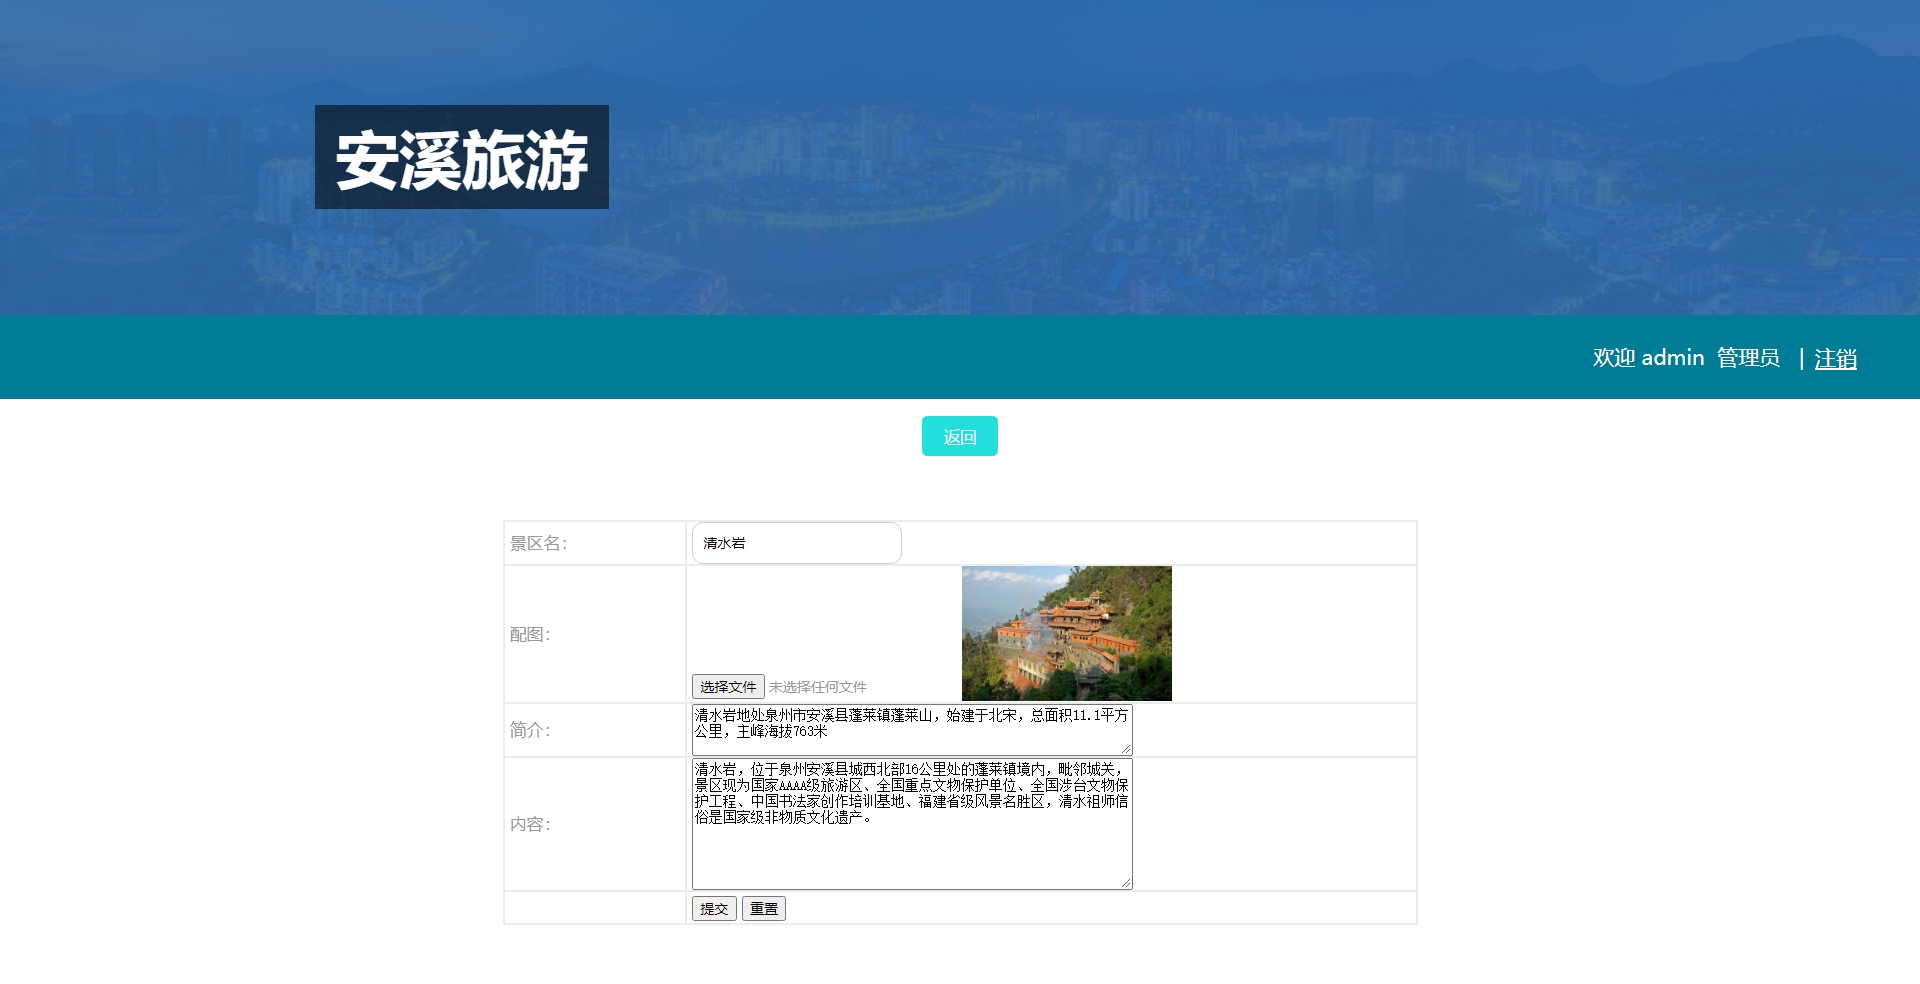 安溪旅游
欢迎 admin 管理员 | 注销
返回
景区名：
清水岩
配图：
选择文件 未选择任何文件
简介：
清水岩地处泉州市安溪县蓬莱镇蓬莱山，始建于北宋，总面积11.1平方
公里，主峰海拔763米
内容：
清水岩，位于泉州安溪县城西北部16公里处的蓬莱镇境内，毗邻城关，
景区现为国家AAAA级旅游区、全国重点文物保护单位、全国涉台文物保
护工程、中国书法家创作培训基地、福建省级风景名胜区，清水祖师信
俗是国家级非物质文化遗产。
提交 重置